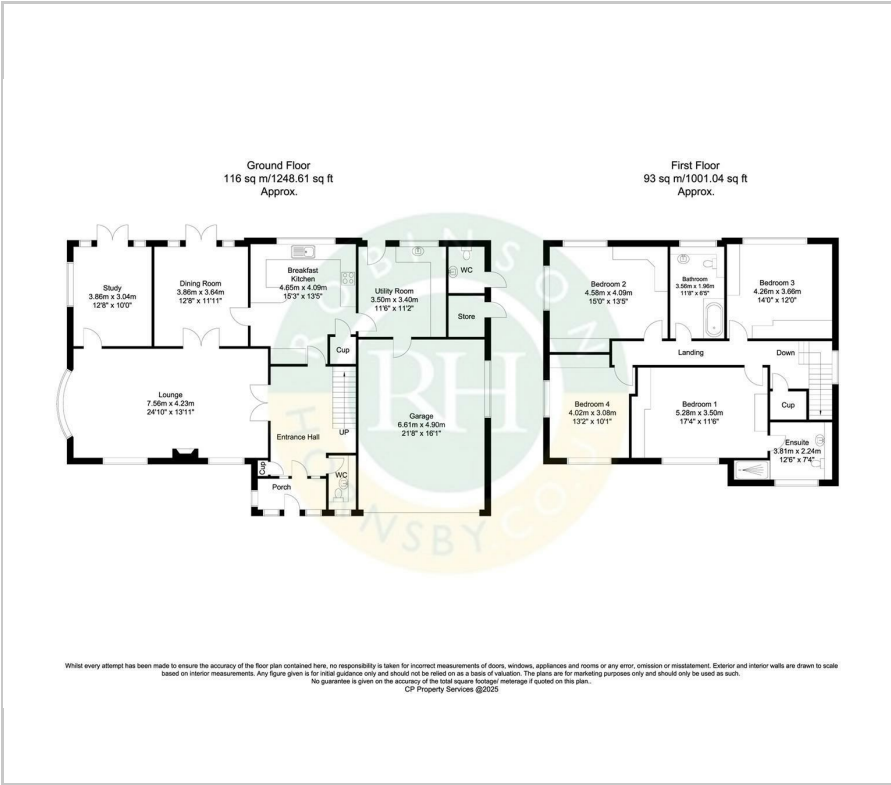 Ground Floor
116 sq m/1248.61 sq ft
Approx.
First Floor
93 sq m/1001.04 sq ft
Approx.
Study
3.86m x 3.04m
12'8" x 10'0"
Dining Room
3.86m x 3.64m
12'8" x 11'11"
Breakfast
Kitchen
4.65m x 4.09m
15'3" x 13'5"
Utility Room
3.50m x 3.40m
11'6" x 11'2"
WC
Store
Cup
Lounge
7.56m x 4.23m
24'10" x 13'11"
Entrance Hall
UP
Garage
6.61m x 4.90m
21'8" x 16'1"
Cup
Porch
WC
Bedroom 2
4.58m x 4.09m
15'0" x 13'5"
Bathroom
3.56m x 1.96m
11'8" x 6'5"
Bedroom 3
4.26m x 3.66m
14'0" x 12'0"
Landing
Down
Cup
Bedroom 4
4.02m x 3.08m
13'2" x 10'1"
Bedroom 1
5.28m x 3.50m
17'4" x 11'6"
Ensuite
3.81m x 2.24m
12'6" x 7'4"
ROBINSON
RH
HORNSBY CO.UK
Whilst every attempt has been made to ensure the accuracy of the floor plan contained here, no responsibility is taken for incorrect measurements of doors, windows, appliances and rooms or any error, omission or misstatement. Exterior and interior walls are drawn to scale
based on interior measurements. Any figure given is for initial guidance only and should not be relied on as a basis of valuation. The plans are for marketing purposes only and should only be used as such.
No guarantee is given on the accuracy of the total square footage/ meterage if quoted on this plan..
CP Property Services @2025